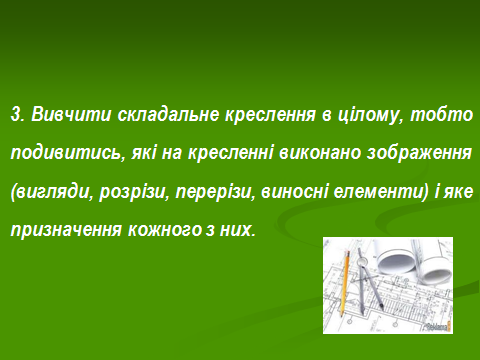 3. Вивчити складальне креслення в цілому, тобто
подивитись, які на кресленні виконано зображення
(вигляди, розрізи, перерізи, виносні елементи) і яке
призначення кожного з них.